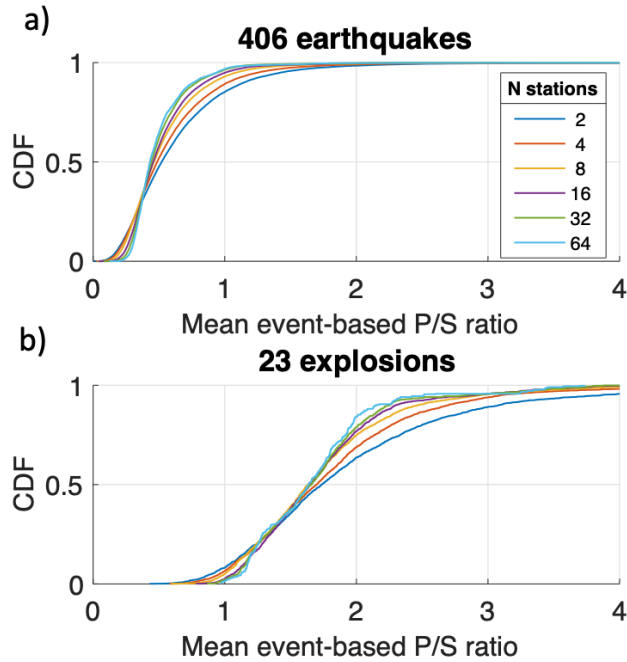 a)
406 earthquakes
1
0.5
0
CDF
N stations
2
4
8
16
32
64
0 1 2 3 4
Mean event-based P/S ratio
b)
23 explosions
1
0.5
0
CDF
0 1 2 3 4
Mean event-based P/S ratio